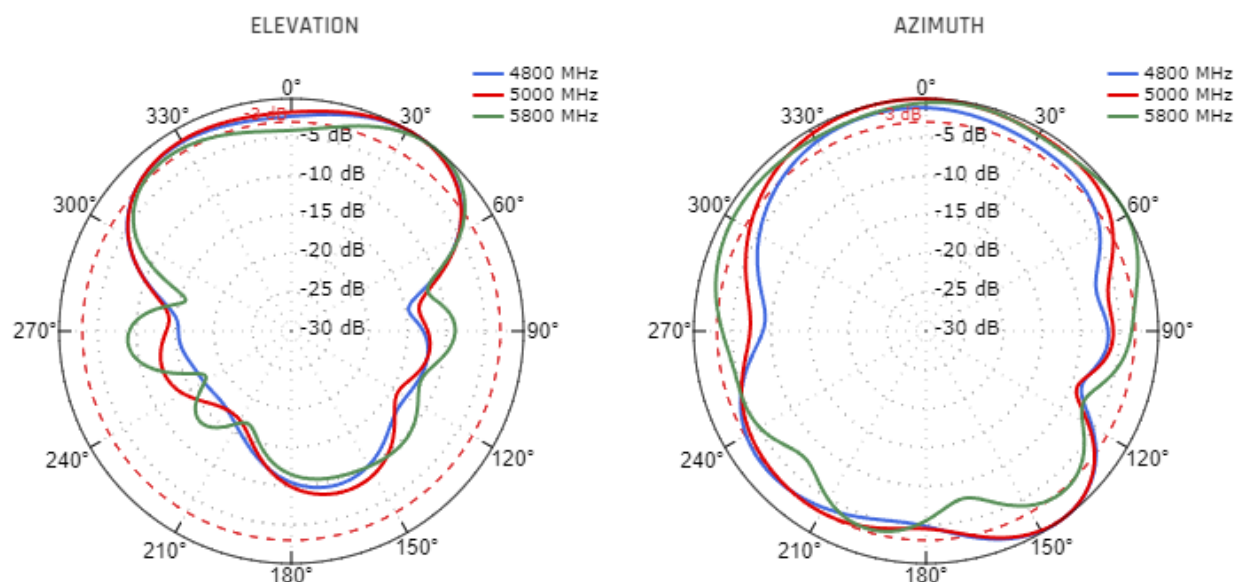 ELEVATION
4800 MHz
5000 MHz
5800 MHz
0°
30°
60°
90°
120°
150°
180°
210°
240°
270°
300°
330°
-3 dB
-5 dB
-10 dB
-15 dB
-20 dB
-25 dB
-30 dB
AZIMUTH
4800 MHz
5000 MHz
5800 MHz
0°
30°
60°
90°
120°
150°
180°
210°
240°
270°
300°
330°
-3 dB
-5 dB
-10 dB
-15 dB
-20 dB
-25 dB
-30 dB